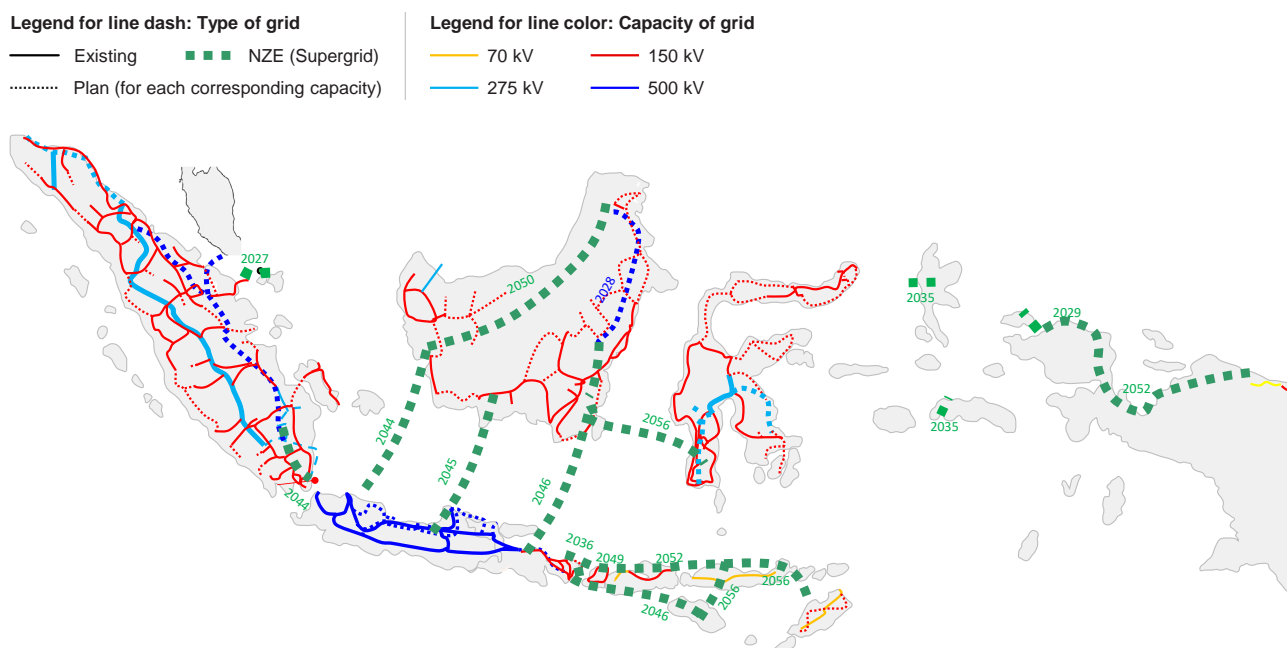 Legend for line dash: Type of grid
Legend for line color: Capacity of grid
Existing
NZE (Supergrid)
70 kV
150 kV
Plan (for each corresponding capacity)
275 kV
500 kV
2027
2050
2028
2035
2029
2052
2035
2044
2045
2056
2046
2044
2036
2049
2052
2056
2056
2046